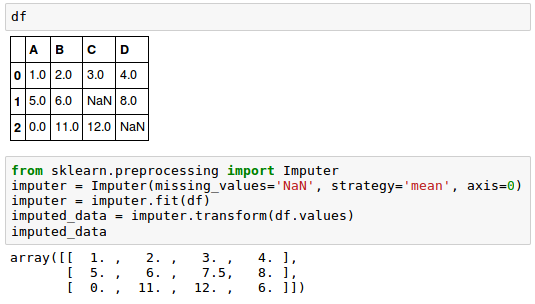 df
A B C D
0 1.0 2.0 3.0 4.0
1 5.0 6.0 NaN 8.0
2 0.0 11.0 12.0 NaN
from sklearn.preprocessing import Imputer
imputer = Imputer(missing_values='NaN', strategy='mean', axis=0)
imputer = imputer.fit(df)
imputed_data = imputer.transform(df.values)
imputed_data
array([[ 1. , 2. , 3. , 4. ],
[ 5. , 6. , 7.5, 8. ],
[ 0. , 11. , 12. , 6. ]])